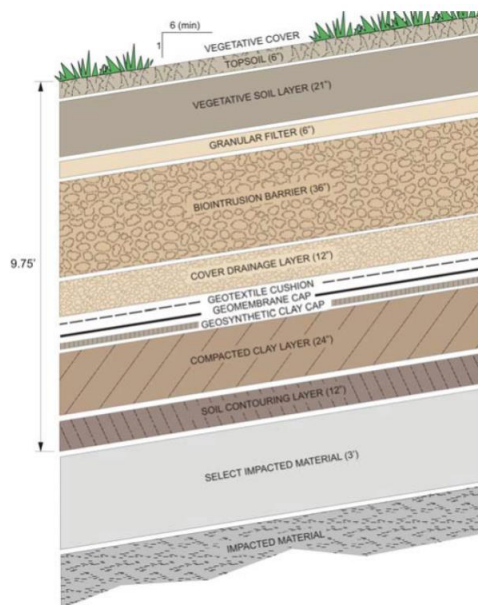 6 (min)
1
VEGETATIVE COVER
TOPSOIL (6")
VEGETATIVE SOIL LAYER (21")
GRANULAR FILTER (6")
BIOINTRUSION BARRIER (36")
9.75'
COVER DRAINAGE LAYER (12")
GEOTEXTILE CUSHION
GEOMEMBRANE CAP
GEOSYNTHETIC CLAY CAP
COMPACTED CLAY LAYER (24")
SOIL CONTOURING LAYER (12")
SELECT IMPACTED MATERIAL (3')
IMPACTED MATERIAL